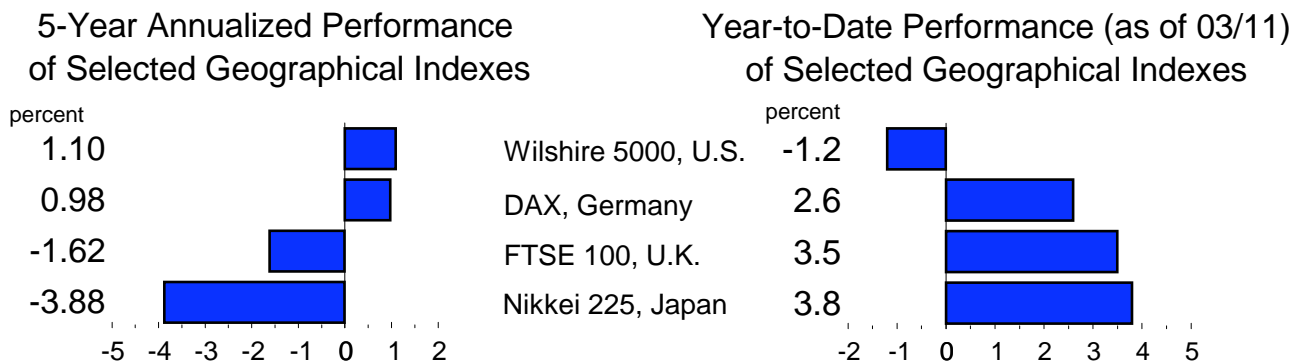 5-Year Annualized Performance
of Selected Geographical Indexes
percent
1.10
0.98
-1.62
-3.88
-5 -4 -3 -2 -1 0 1 2
Wilshire 5000, U.S.
DAX, Germany
FTSE 100, U.K.
Nikkei 225, Japan
Year-to-Date Performance (as of 03/11)
of Selected Geographical Indexes
percent
-1.2
2.6
3.5
3.8
-2 -1 0 1 2 3 4 5